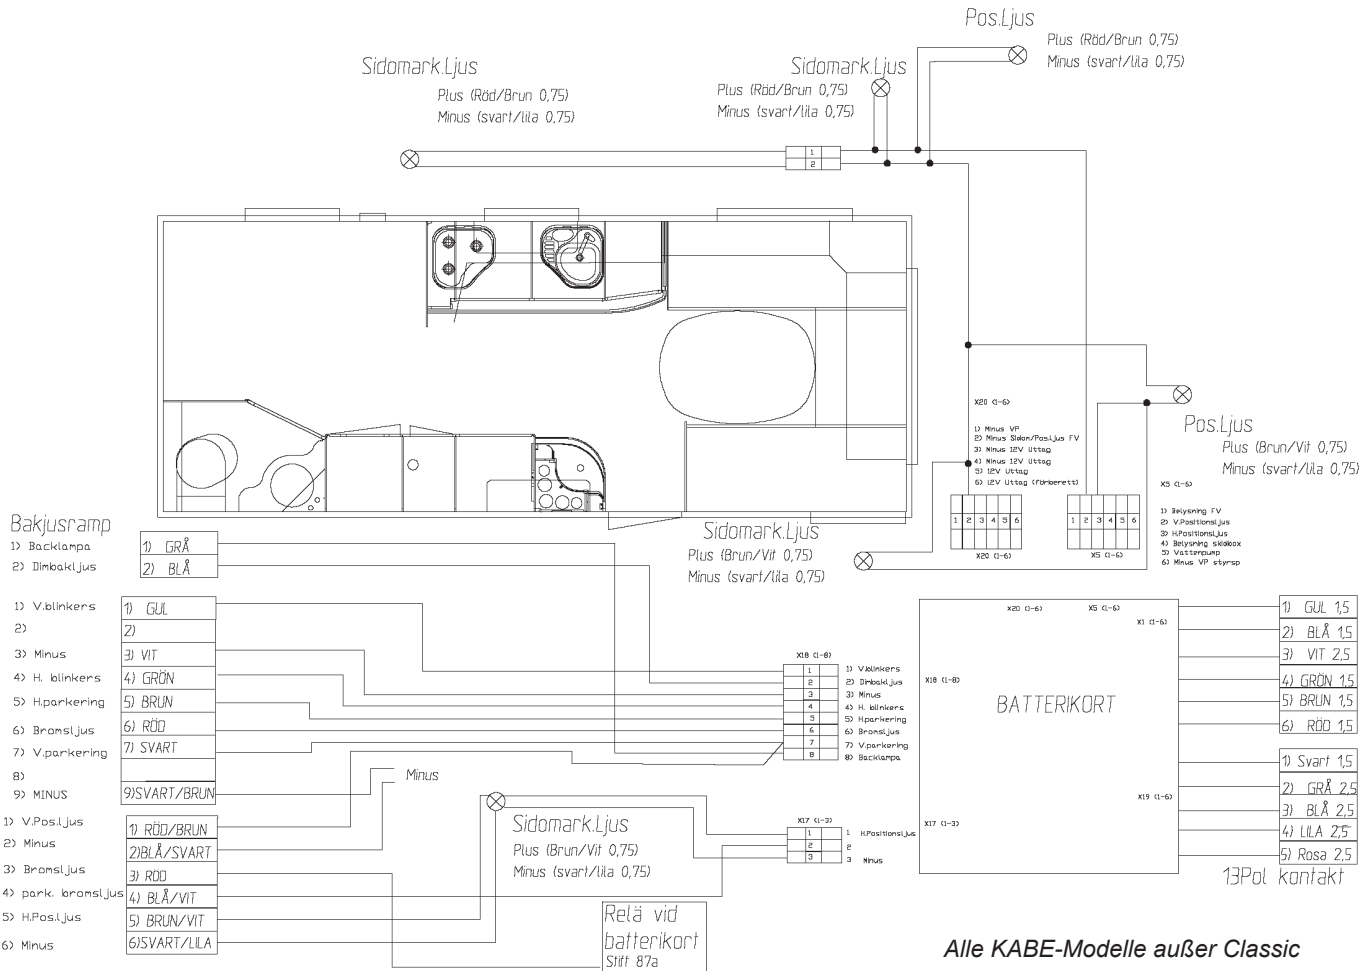 Pos.Ljus
Plus (Röd/Brun 0,75)
Minus (svart/lila 0,75)
Sidomark.Ljus
Plus (Röd/Brun 0,75)
Minus (svart/lila 0,75)
Sidomark.Ljus
Plus (Röd/Brun 0,75)
Minus (svart/lila 0,75)
1
2
X20 (1-6)
1) Minus VP
2) Minus Sidom/Pos.ljus FV
3) Minus 12V Uttag
4) Minus 12V Uttag
5) 12V Uttag
6) 12V Uttag (förberett)
1 2 3 4 5 6
X20 (1-6)
1 2 3 4 5 6
X5 (1-6)
Pos.Ljus
Plus (Brun/Vit 0,75)
Minus (svart/lila 0,75)
X5 (1-6)
1) Belysning FV
2) V.Positionsljus
3) H.Positionsljus
4) Belysning skidbox
5) Vattenpump
6) Minus VP styrsp
Sidomark.Ljus
Plus (Brun/Vit 0,75)
Minus (svart/lila 0,75)
Bakjusramp
1) Backlampa
2) Dimbakljus
1) GRÅ
2) BLÅ
1) V.blinkers
2)
3) Minus
4) H. blinkers
5) H.parkering
6) Bromsljus
7) V.parkering
8)
9) MINUS
1) GUL
2)
3) VIT
4) GRÖN
5) BRUN
6) RÖD
7) SVART
9)SVART/BRUN
Minus
1) V.Pos.ljus
2) Minus
3) Bromsljus
4) park. bromsljus
5) H.Pos.ljus
6) Minus
1) RÖD/BRUN
2)BLÅ/SVART
3) RÖD
4) BLÅ/VIT
5) BRUN/VIT
6)SVART/LILA
Sidomark.Ljus
Plus (Brun/Vit 0,75)
Minus (svart/lila 0,75)
Relä vid
batterikort
Stift 87a
X18 (1-8)
1
2
3
4
5
6
7
8
1) V.blinkers
2) Dimbakljus
3) Minus
4) H. blinkers
5) H.parkering
6) Bromsljus
7) V.parkering
8) Backlampa
X17 (1-3)
1
2
3
1 H.Positionsljus
2
3 Minus
X20 (1-6)
X5 (1-6)
X1 (1-6)
X18 (1-8)
BATTERIKORT
X19 (1-6)
X17 (1-3)
1) GUL 1,5
2) BLÅ 1,5
3) VIT 2,5
4) GRÖN 1,5
5) BRUN 1,5
6) RÖD 1,5
1) Svart 1,5
2) GRÅ 2,5
3) BLÅ 2,5
4) LILA 2,5
5) Rosa 2,5
13Pol kontakt
Alle KABE-Modelle außer Classic